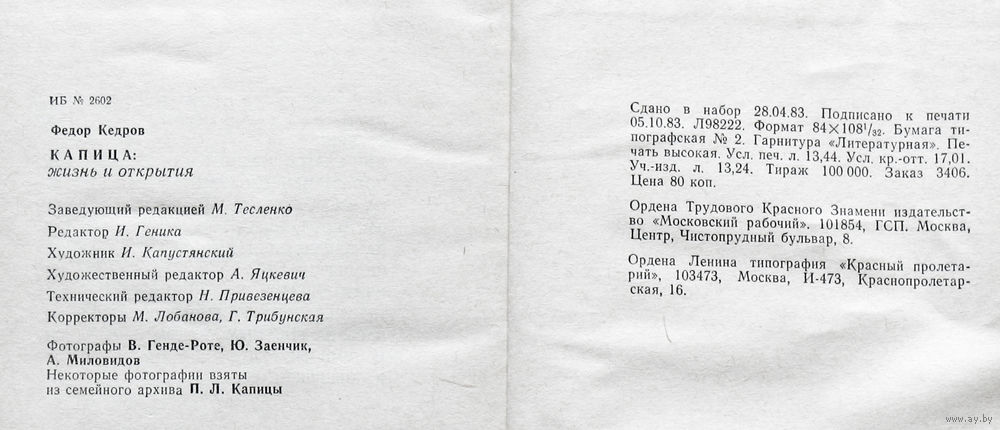 ИБ № 2602
Федор Кедров
КАПИЦА:
жизнь и открытия
Заведующий редакцией М. Тесленко
Редактор И. Геника
Художник И. Капустянский
Художественный редактор А. Яцкевич
Технический редактор Н. Привезенцева
Корректоры М. Лобанова, Г. Трибунская
Фотографы В. Генде-Роте, Ю. Заенчик,
А. Миловидов
Некоторые фотографии взяты
из семейного архива П. Л. Капицы
Сдано в набор 28.04.83. Подписано к печати
05.10.83. Л98222. Формат 84×108¹/₃₂. Бумага ти-
пографская № 2. Гарнитура «Литературная». Пе-
чать высокая. Усл. печ. л. 13,44. Усл. кр.-отт. 17,01.
Уч.-изд. л. 13,24. Тираж 100 000. Заказ 3406.
Цена 80 коп.
Ордена Трудового Красного Знамени издательст-
во «Московский рабочий». 101854, ГСП. Москва,
Центр, Чистопрудный бульвар, 8.
Ордена Ленина типография «Красный пролета-
рий», 103473, Москва, И-473, Краснопролетар-
ская, 16.
www.ay.by